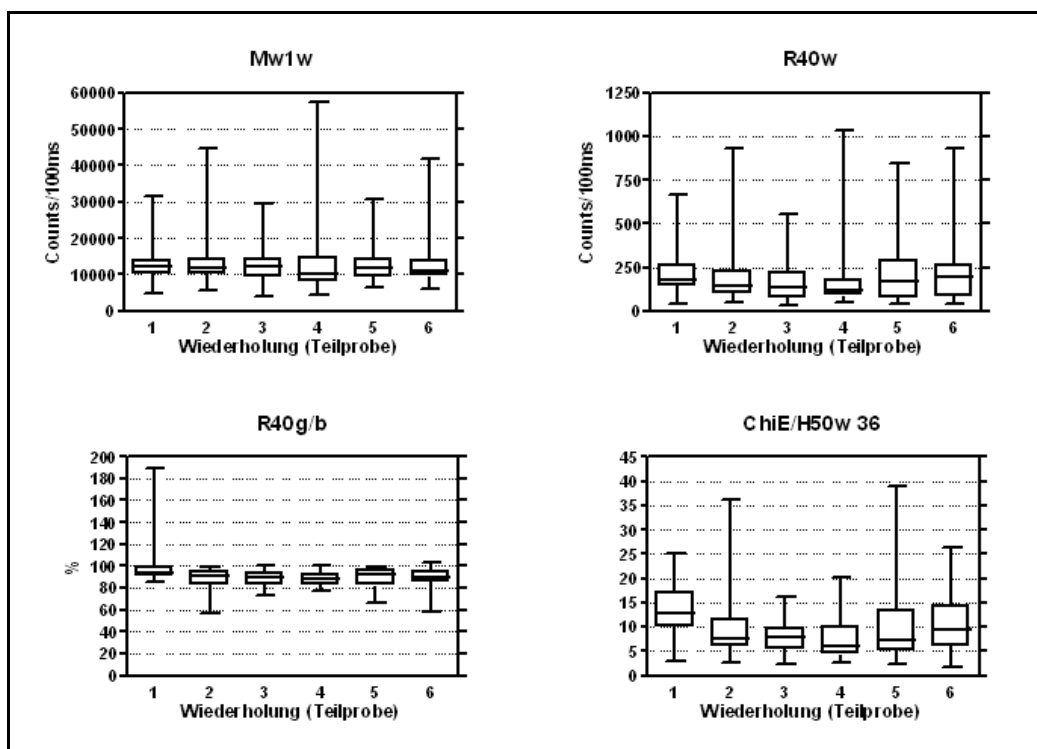 Mw1w
60000
50000
40000
30000
20000
10000
0
Counts/100ms
1 2 3 4 5 6
Wiederholung (Teilprobe)
R40w
1250
1000
750
500
250
0
Counts/100ms
1 2 3 4 5 6
Wiederholung (Teilprobe)
R40g/b
200
180
160
140
120
100
80
60
40
20
0
%
1 2 3 4 5 6
Wiederholung (Teilprobe)
ChiE/H50w 36
45
40
35
30
25
20
15
10
5
0
1 2 3 4 5 6
Wiederholung (Teilprobe)